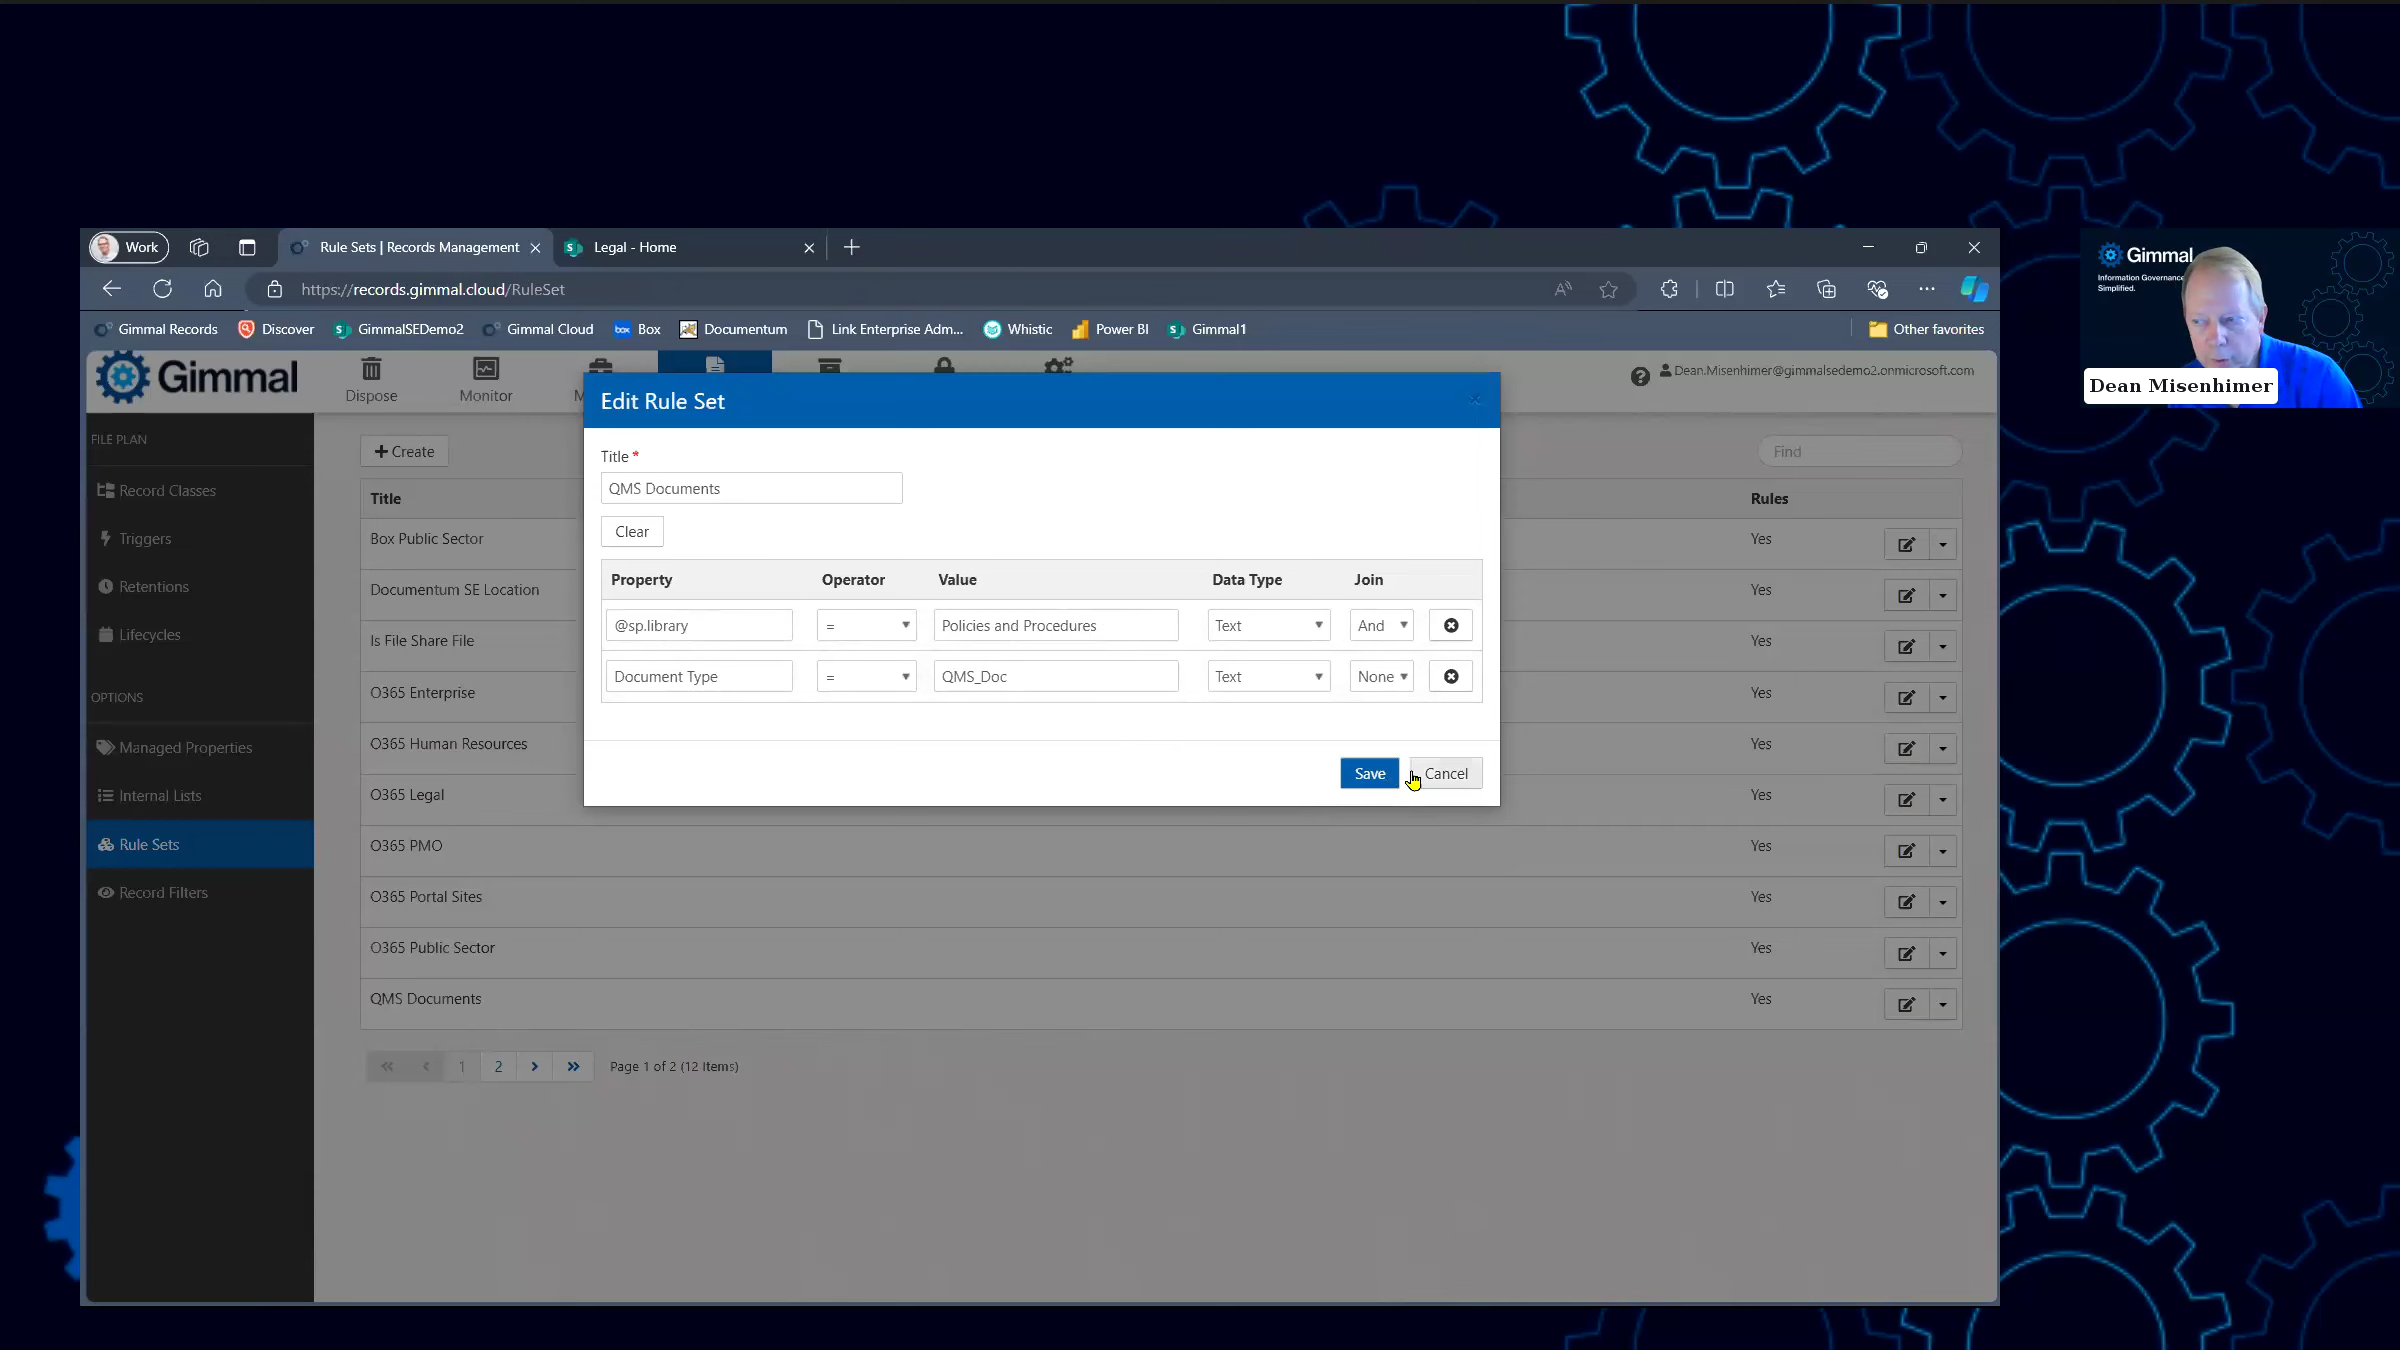 Work
Rule Sets | Records Management
Legal - Home
https://records.gimmal.cloud/RuleSet
Gimmal Records
Discover
GimmalSEDemo2
Gimmal Cloud
box
Box
Documentum
Link Enterprise Adm...
Whistic
Power BI
Gimmal1
Other favorites
Gimmal
Dispose
Monitor
Dean.Misenhimer@gimmalsedemo2.onmicrosoft.com
Gimmal
Information Governance
Simplified.
Dean Misenhimer
FILE PLAN
Record Classes
Triggers
Retentions
Lifecycles
OPTIONS
Managed Properties
Internal Lists
Rule Sets
Record Filters
Create
Find
Title
Rules
Box Public Sector
Yes
Documentum SE Location
Yes
Is File Share File
Yes
O365 Enterprise
Yes
O365 Human Resources
Yes
O365 Legal
Yes
O365 PMO
Yes
O365 Portal Sites
Yes
O365 Public Sector
Yes
QMS Documents
Yes
1
2
Page 1 of 2 (12 Items)
Edit Rule Set
Title *
QMS Documents
Clear
Property Operator Value Data Type Join
@sp.library = Policies and Procedures Text And
Document Type = QMS_Doc Text None
Save
Cancel